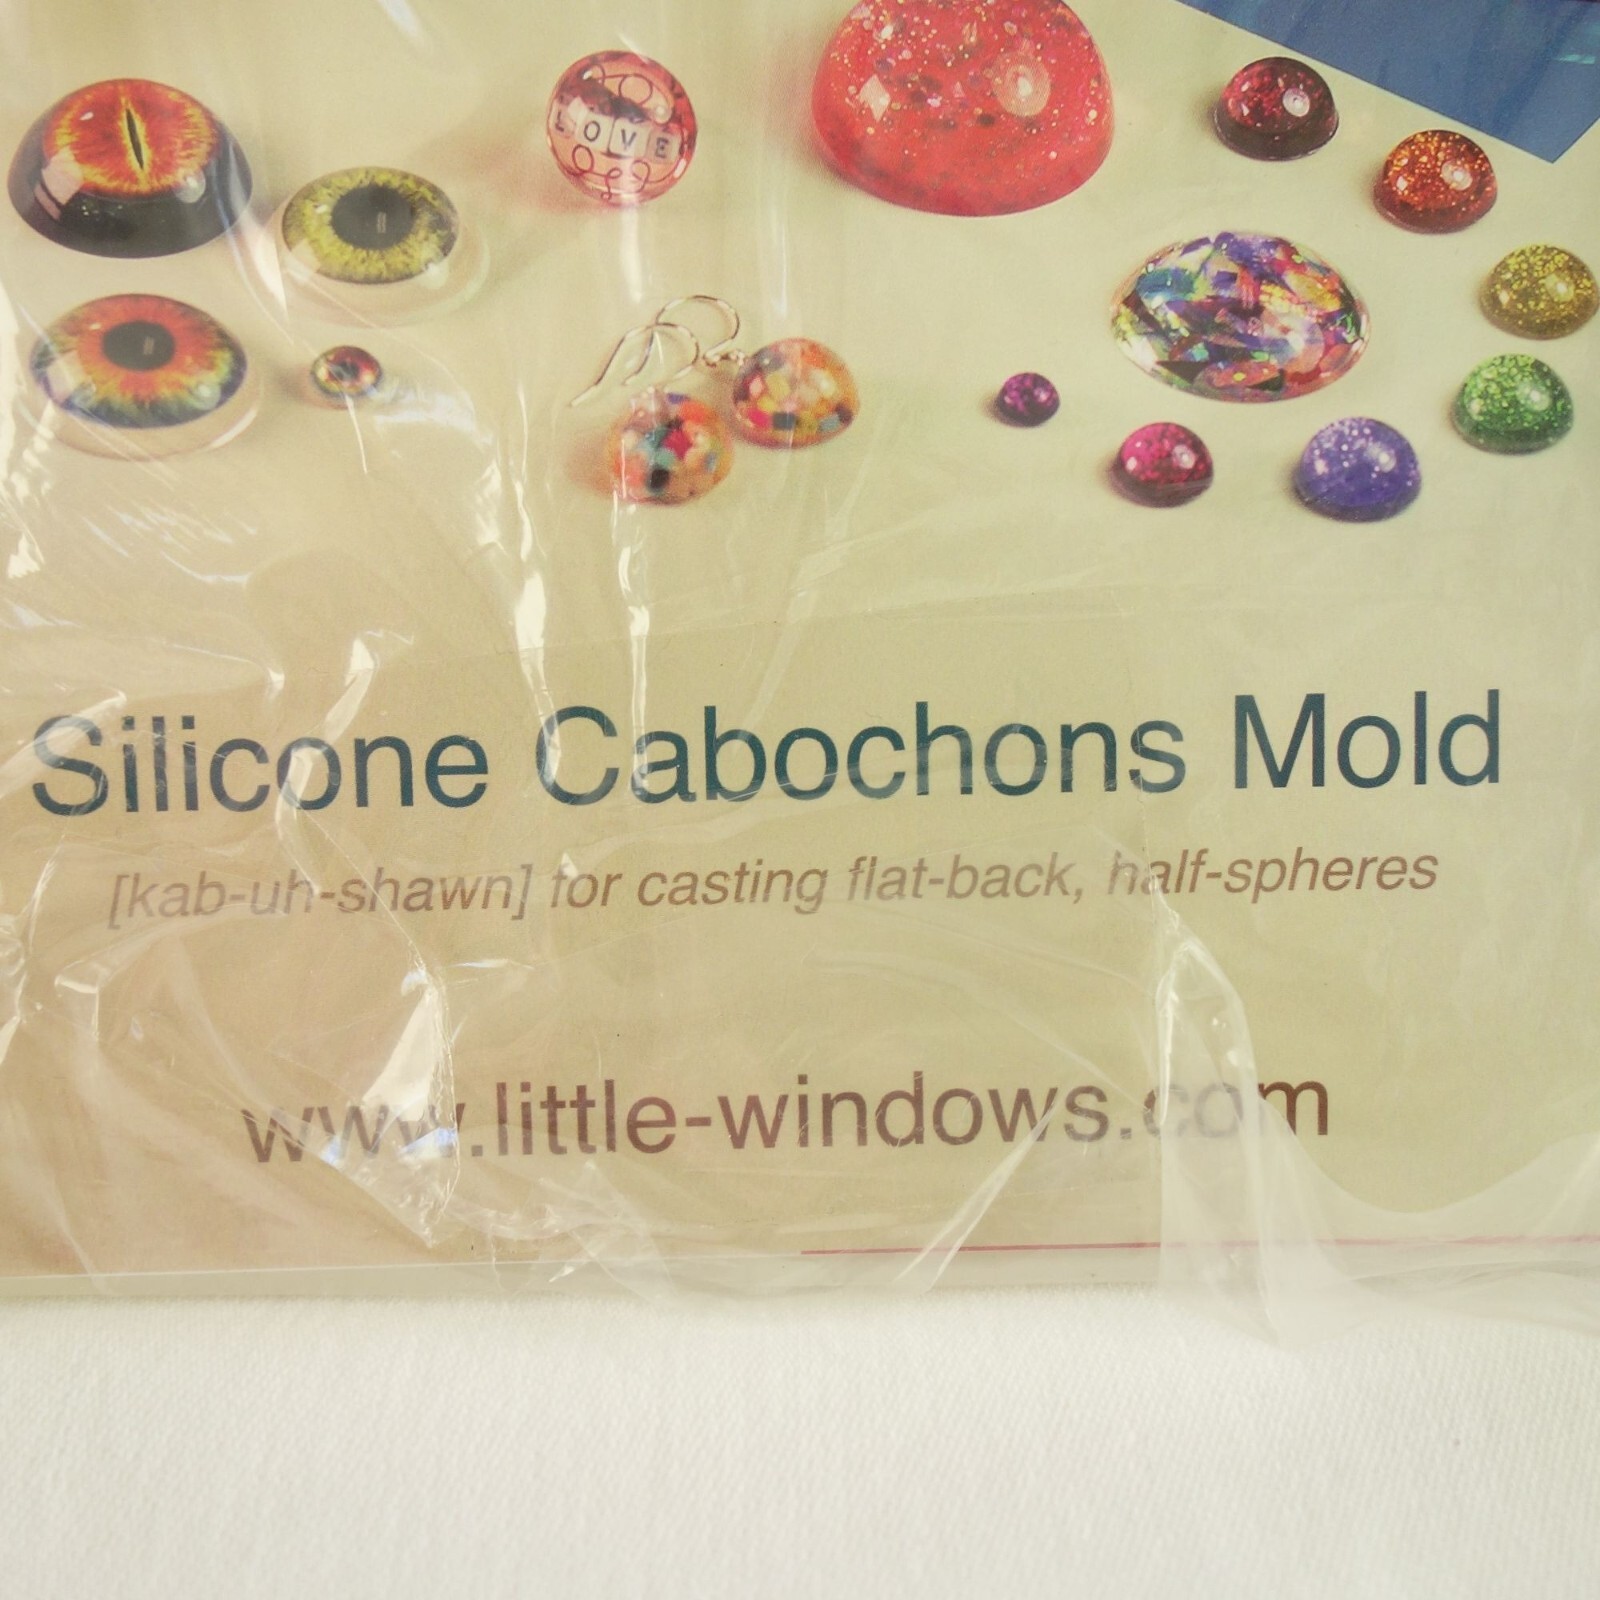 LOVE
Silicone Cabochons Mold
[kab-uh-shawn] for casting flat-back, half-spheres
www.little-windows.com